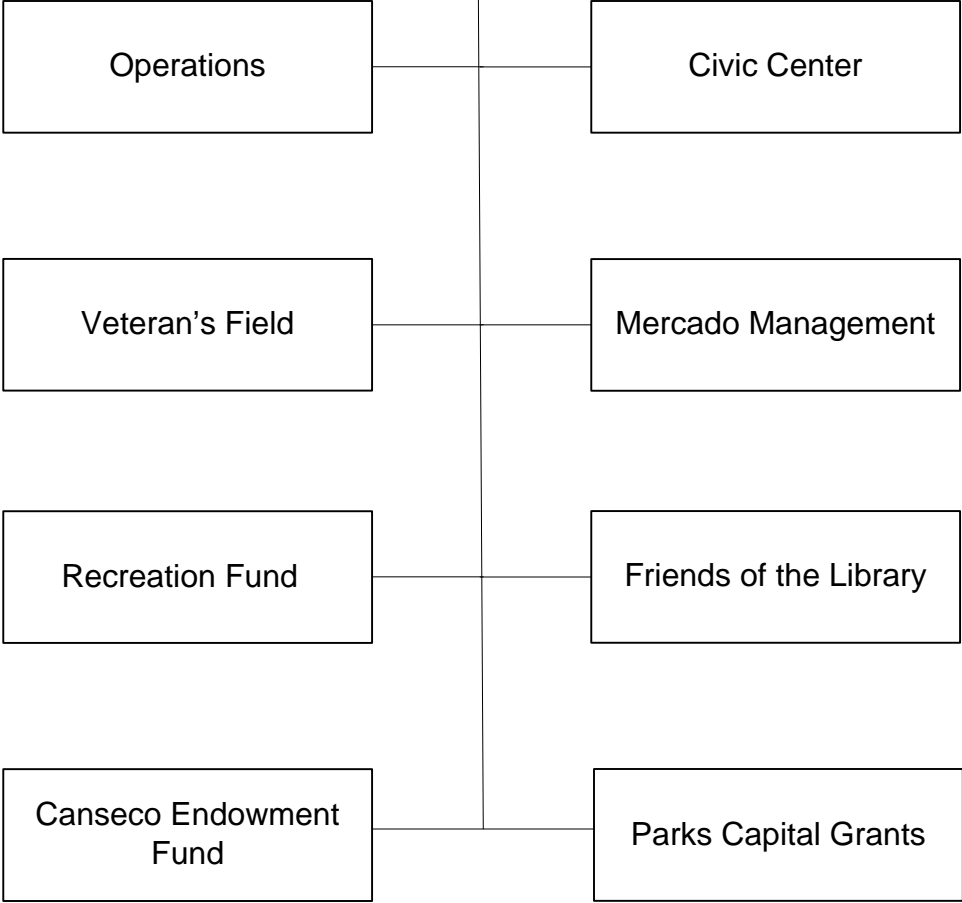 Operations
Civic Center
Veteran’s Field
Mercado Management
Recreation Fund
Friends of the Library
Canseco Endowment
Fund
Parks Capital Grants